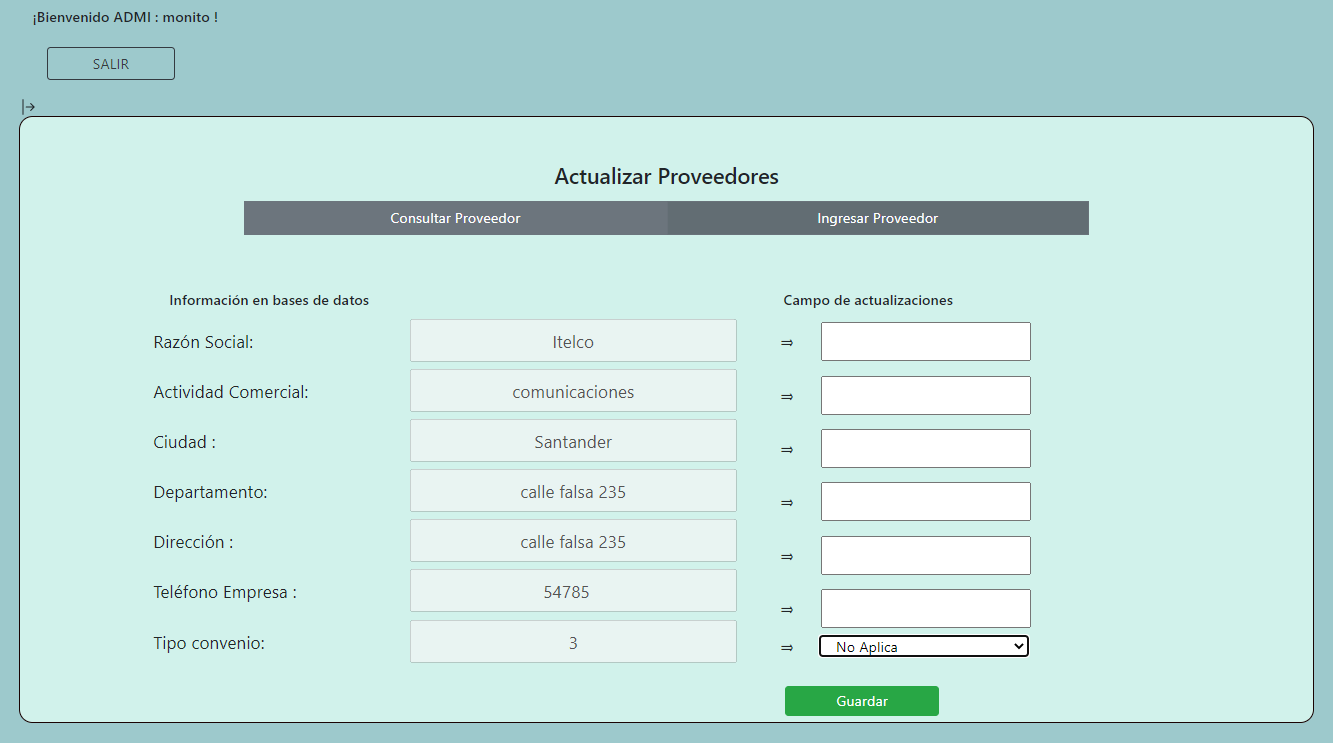 ¡Bienvenido ADMI : monito !
SALIR
|→
Actualizar Proveedores
Consultar Proveedor Ingresar Proveedor
Información en bases de datos Campo de actualizaciones
Razón Social: Itelco ⇒
Actividad Comercial: comunicaciones ⇒
Ciudad : Santander ⇒
Departamento: calle falsa 235 ⇒
Dirección : calle falsa 235 ⇒
Teléfono Empresa : 54785 ⇒
Tipo convenio: 3 ⇒ No Aplica
Guardar